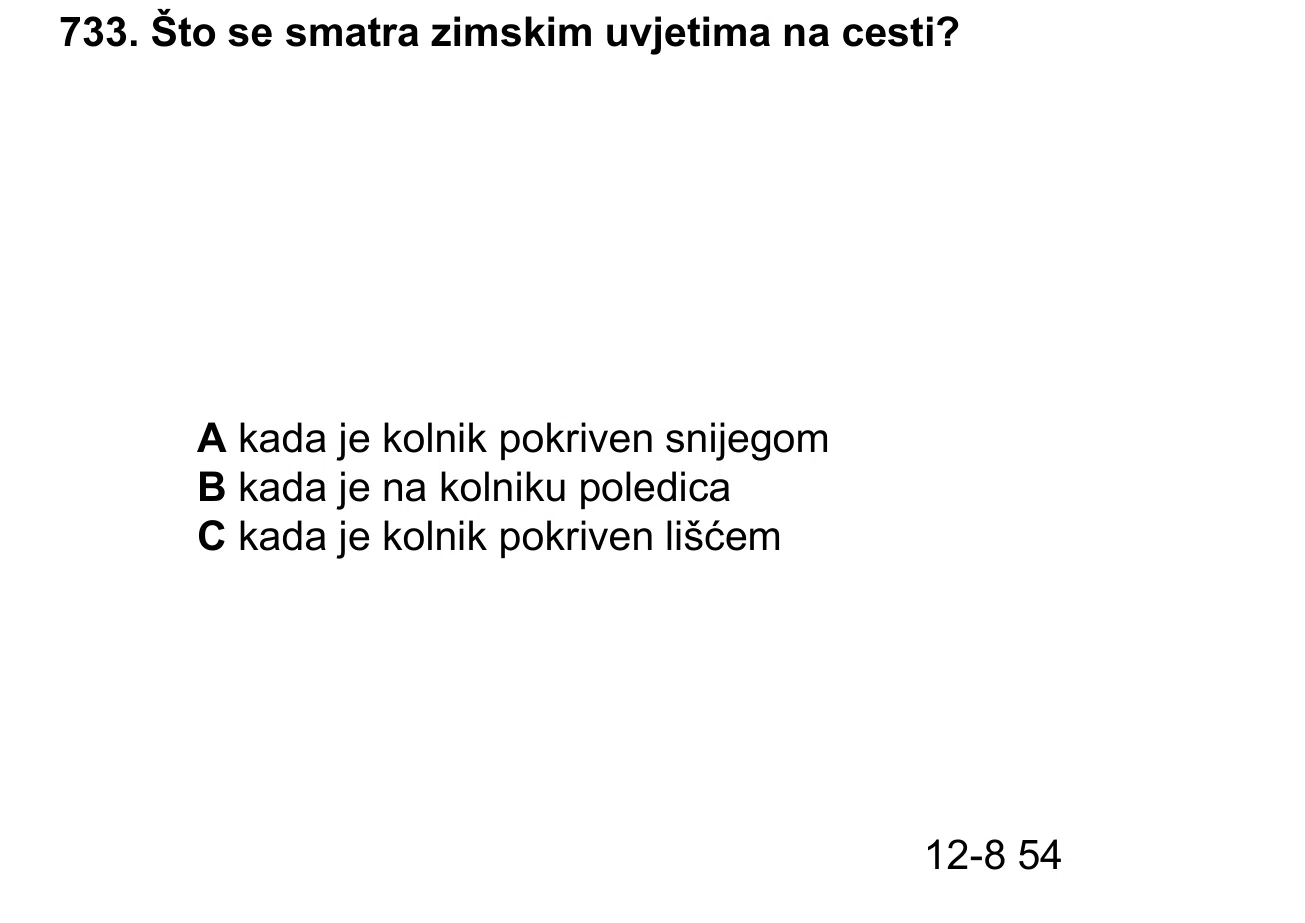 733. Što se smatra zimskim uvjetima na cesti?
A kada je kolnik pokriven snijegom
B kada je na kolniku poledica
C kada je kolnik pokriven lišćem
12-8 54